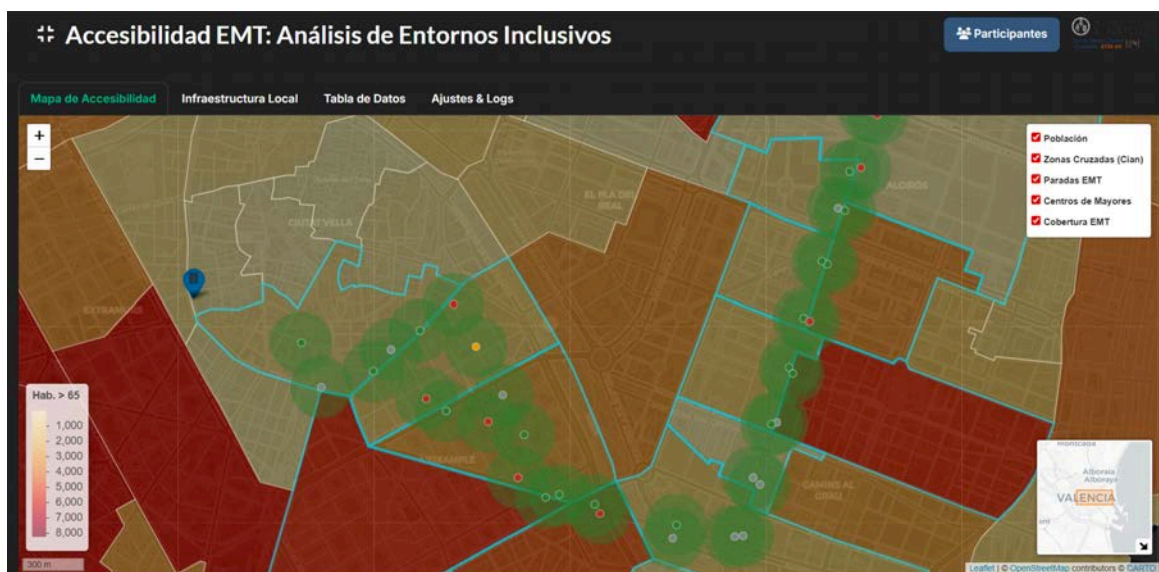 Accesibilidad EMT: Análisis de Entornos Inclusivos
Participantes
Mapa de Accesibilidad
Infraestructura Local
Tabla de Datos
Ajustes & Logs
+
−
Población
Zonas Cruzadas (Cian)
Paradas EMT
Centros de Mayores
Cobertura EMT
ALGIRÓS
EL PLA DEL
REAL
CIUTAT VELLA
EXTRAMURS
L'EIXAMPLE
CAMINS AL
GRAU
Hab. > 65
1,000
2,000
3,000
4,000
5,000
6,000
7,000
8,000
300 m
Alboraia
Alboraya
VALENCIA
Leaflet | © OpenStreetMap contributors © CARTO